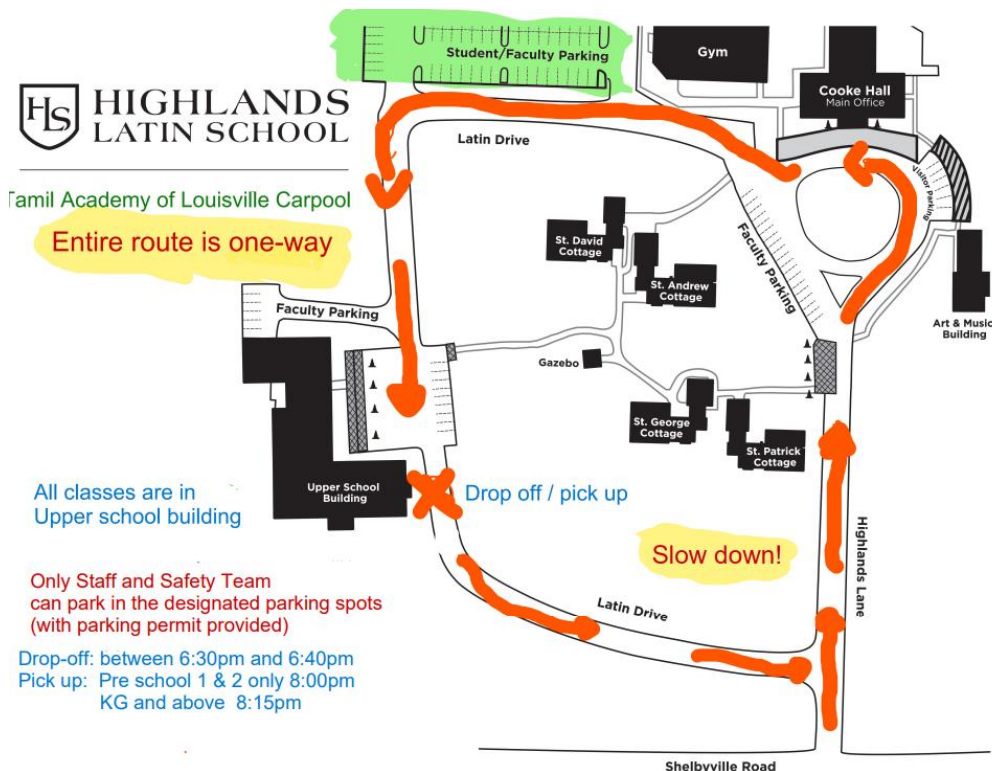 Student/Faculty Parking
Gym
Cooke Hall
Main Office
HLS
HIGHLANDS
LATIN SCHOOL
Latin Drive
Visitor Parking
Tamil Academy of Louisville Carpool
Entire route is one-way
St. David
Cottage
St. Andrew
Cottage
Faculty Parking
Faculty Parking
Art & Music
Building
Gazebo
St. George
Cottage
St. Patrick
Cottage
All classes are in
Upper school building
Upper School
Building
Drop off / pick up
Slow down!
Highlands Lane
Only Staff and Safety Team
can park in the designated parking spots
(with parking permit provided)
Latin Drive
Drop-off: between 6:30pm and 6:40pm
Pick up: Pre school 1 & 2 only 8:00pm
KG and above 8:15pm
Shelbyville Road